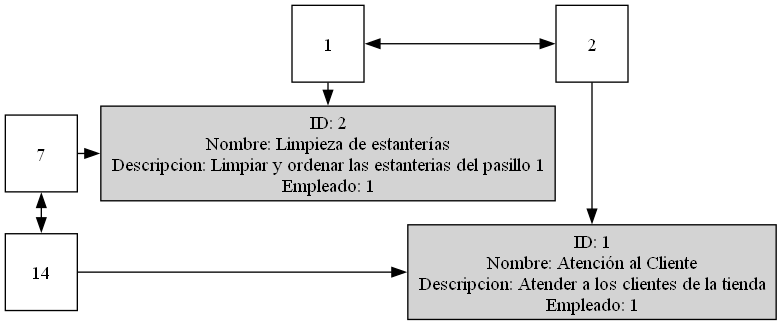 1
2
ID: 2
Nombre: Limpieza de estanterías
Descripcion: Limpiar y ordenar las estanterias del pasillo 1
Empleado: 1
7
ID: 1
Nombre: Atención al Cliente
Descripcion: Atender a los clientes de la tienda
Empleado: 1
14